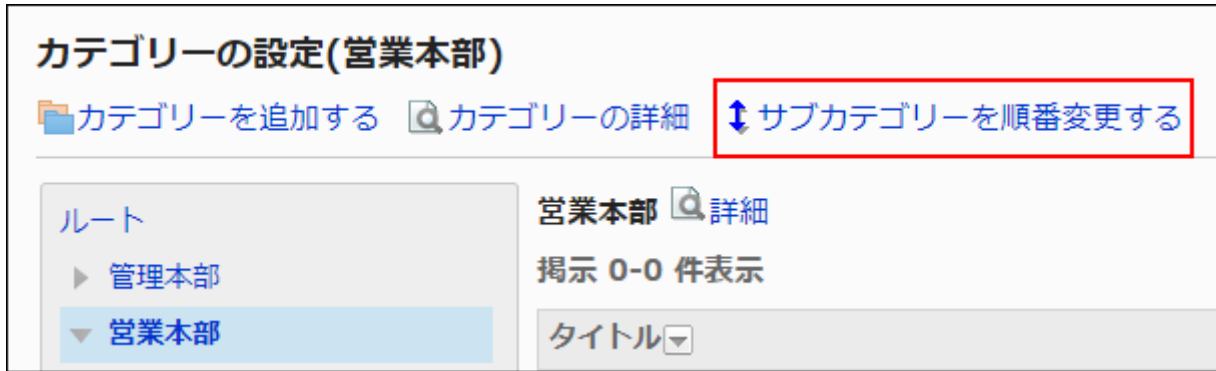 カテゴリーの設定(営業本部)
カテゴリーを追加する カテゴリーの詳細 サブカテゴリーを順番変更する
ルート
管理本部
営業本部
営業本部 詳細
掲示 0-0 件表示
タイトル